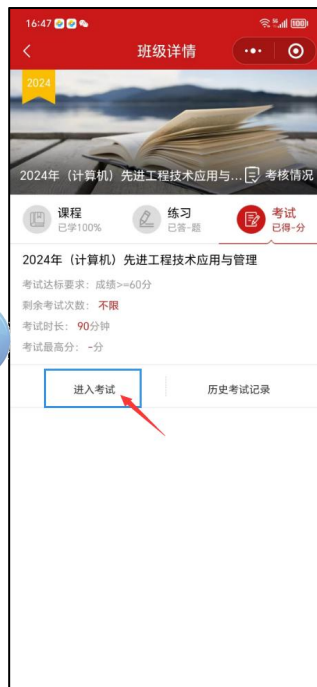 16:47
100
班级详情
2024
2024年（计算机）先进工程技术应用与... 考核情况
课程
已学100%
练习
已答-题
考试
已得-分
2024年（计算机）先进工程技术应用与管理
考试达标要求：成绩>=60分
剩余考试次数：不限
考试时长：90分钟
考试最高分：-分
进入考试
历史考试记录